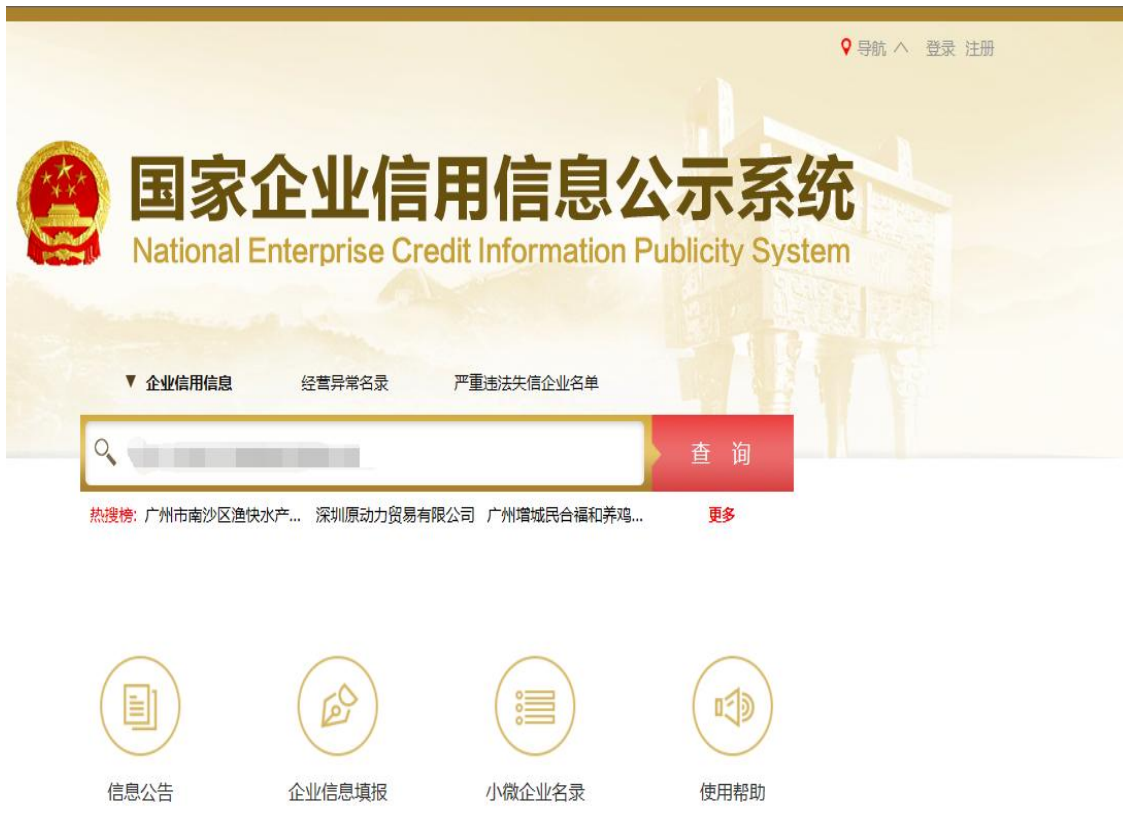 导航 ヘ 登录 注册
国家企业信用信息公示系统
National Enterprise Credit Information Publicity System
▼ 企业信用信息 经营异常名录 严重违法失信企业名单
查 询
热搜榜: 广州市南沙区渔快水产... 深圳原动力贸易有限公司 广州增城民合福和养鸡... 更多
信息公告 企业信息填报 小微企业名录 使用帮助